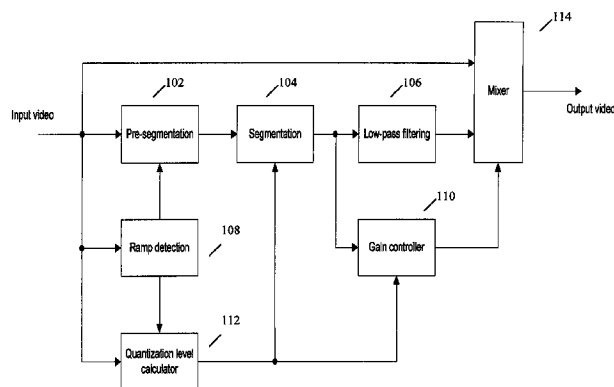 114
102
104
106
Mixer
Input video
Output video
Pre-segmentation
Segmentation
Low-pass filtering
110
Ramp detection
108
Gain controller
112
Quantization level
calculator